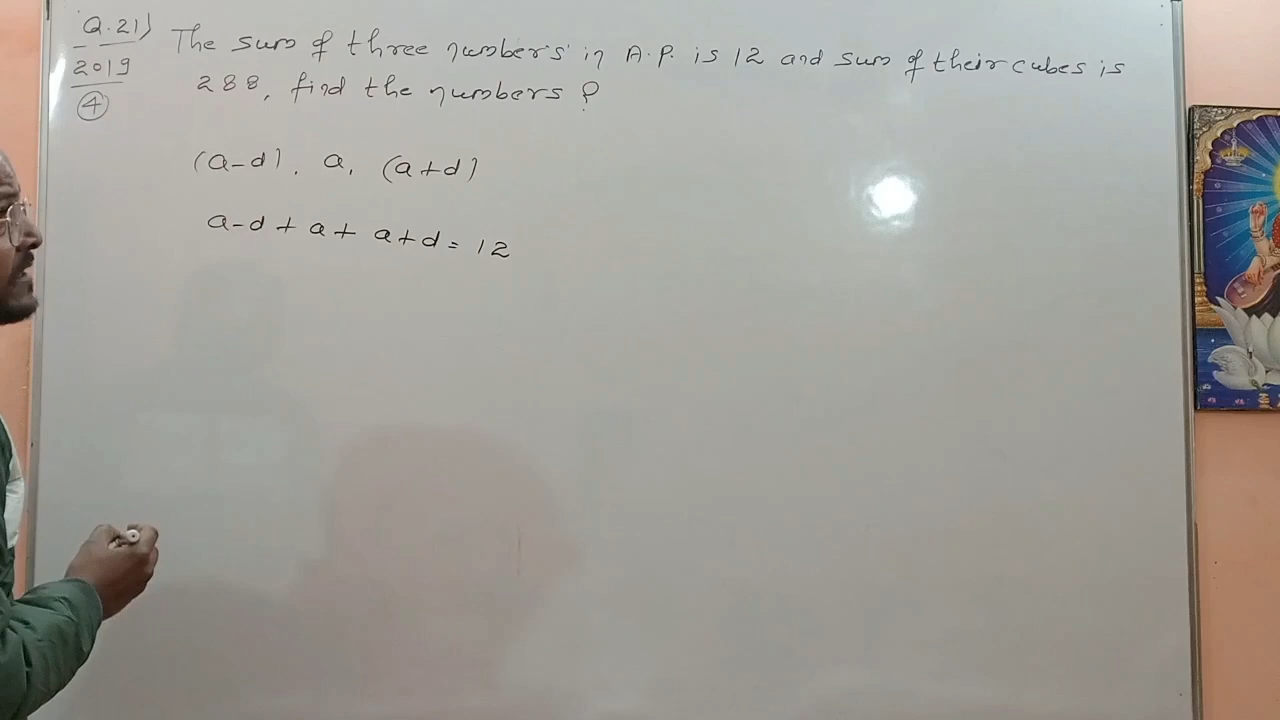 Q.21) The sum of three numbers in A.P. is 12 and sum of their cubes is
2019
288, find the numbers ?
4
(a-d), a, (a+d)
a-d + a + a+d = 12